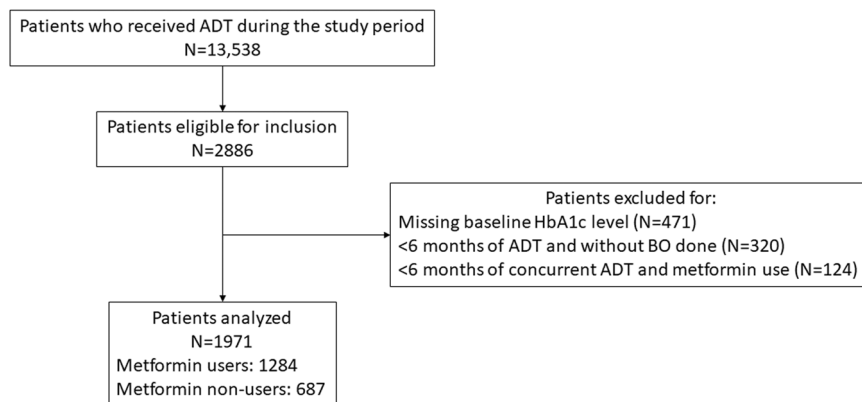 Patients who received ADT during the study period
N=13,538
Patients eligible for inclusion
N=2886
Patients excluded for:
Missing baseline HbA1c level (N=471)
<6 months of ADT and without BO done (N=320)
<6 months of concurrent ADT and metformin use (N=124)
Patients analyzed
N=1971
Metformin users: 1284
Metformin non-users: 687